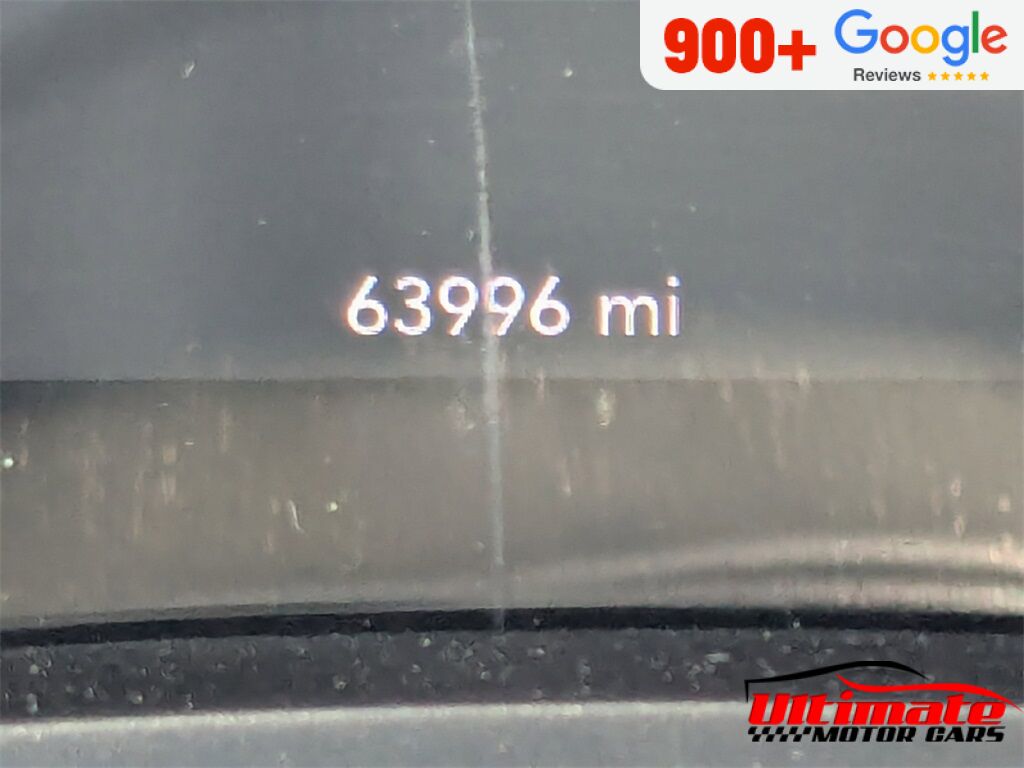 900+ Google
Reviews
63996 mi
Ultimate
MOTOR CARS